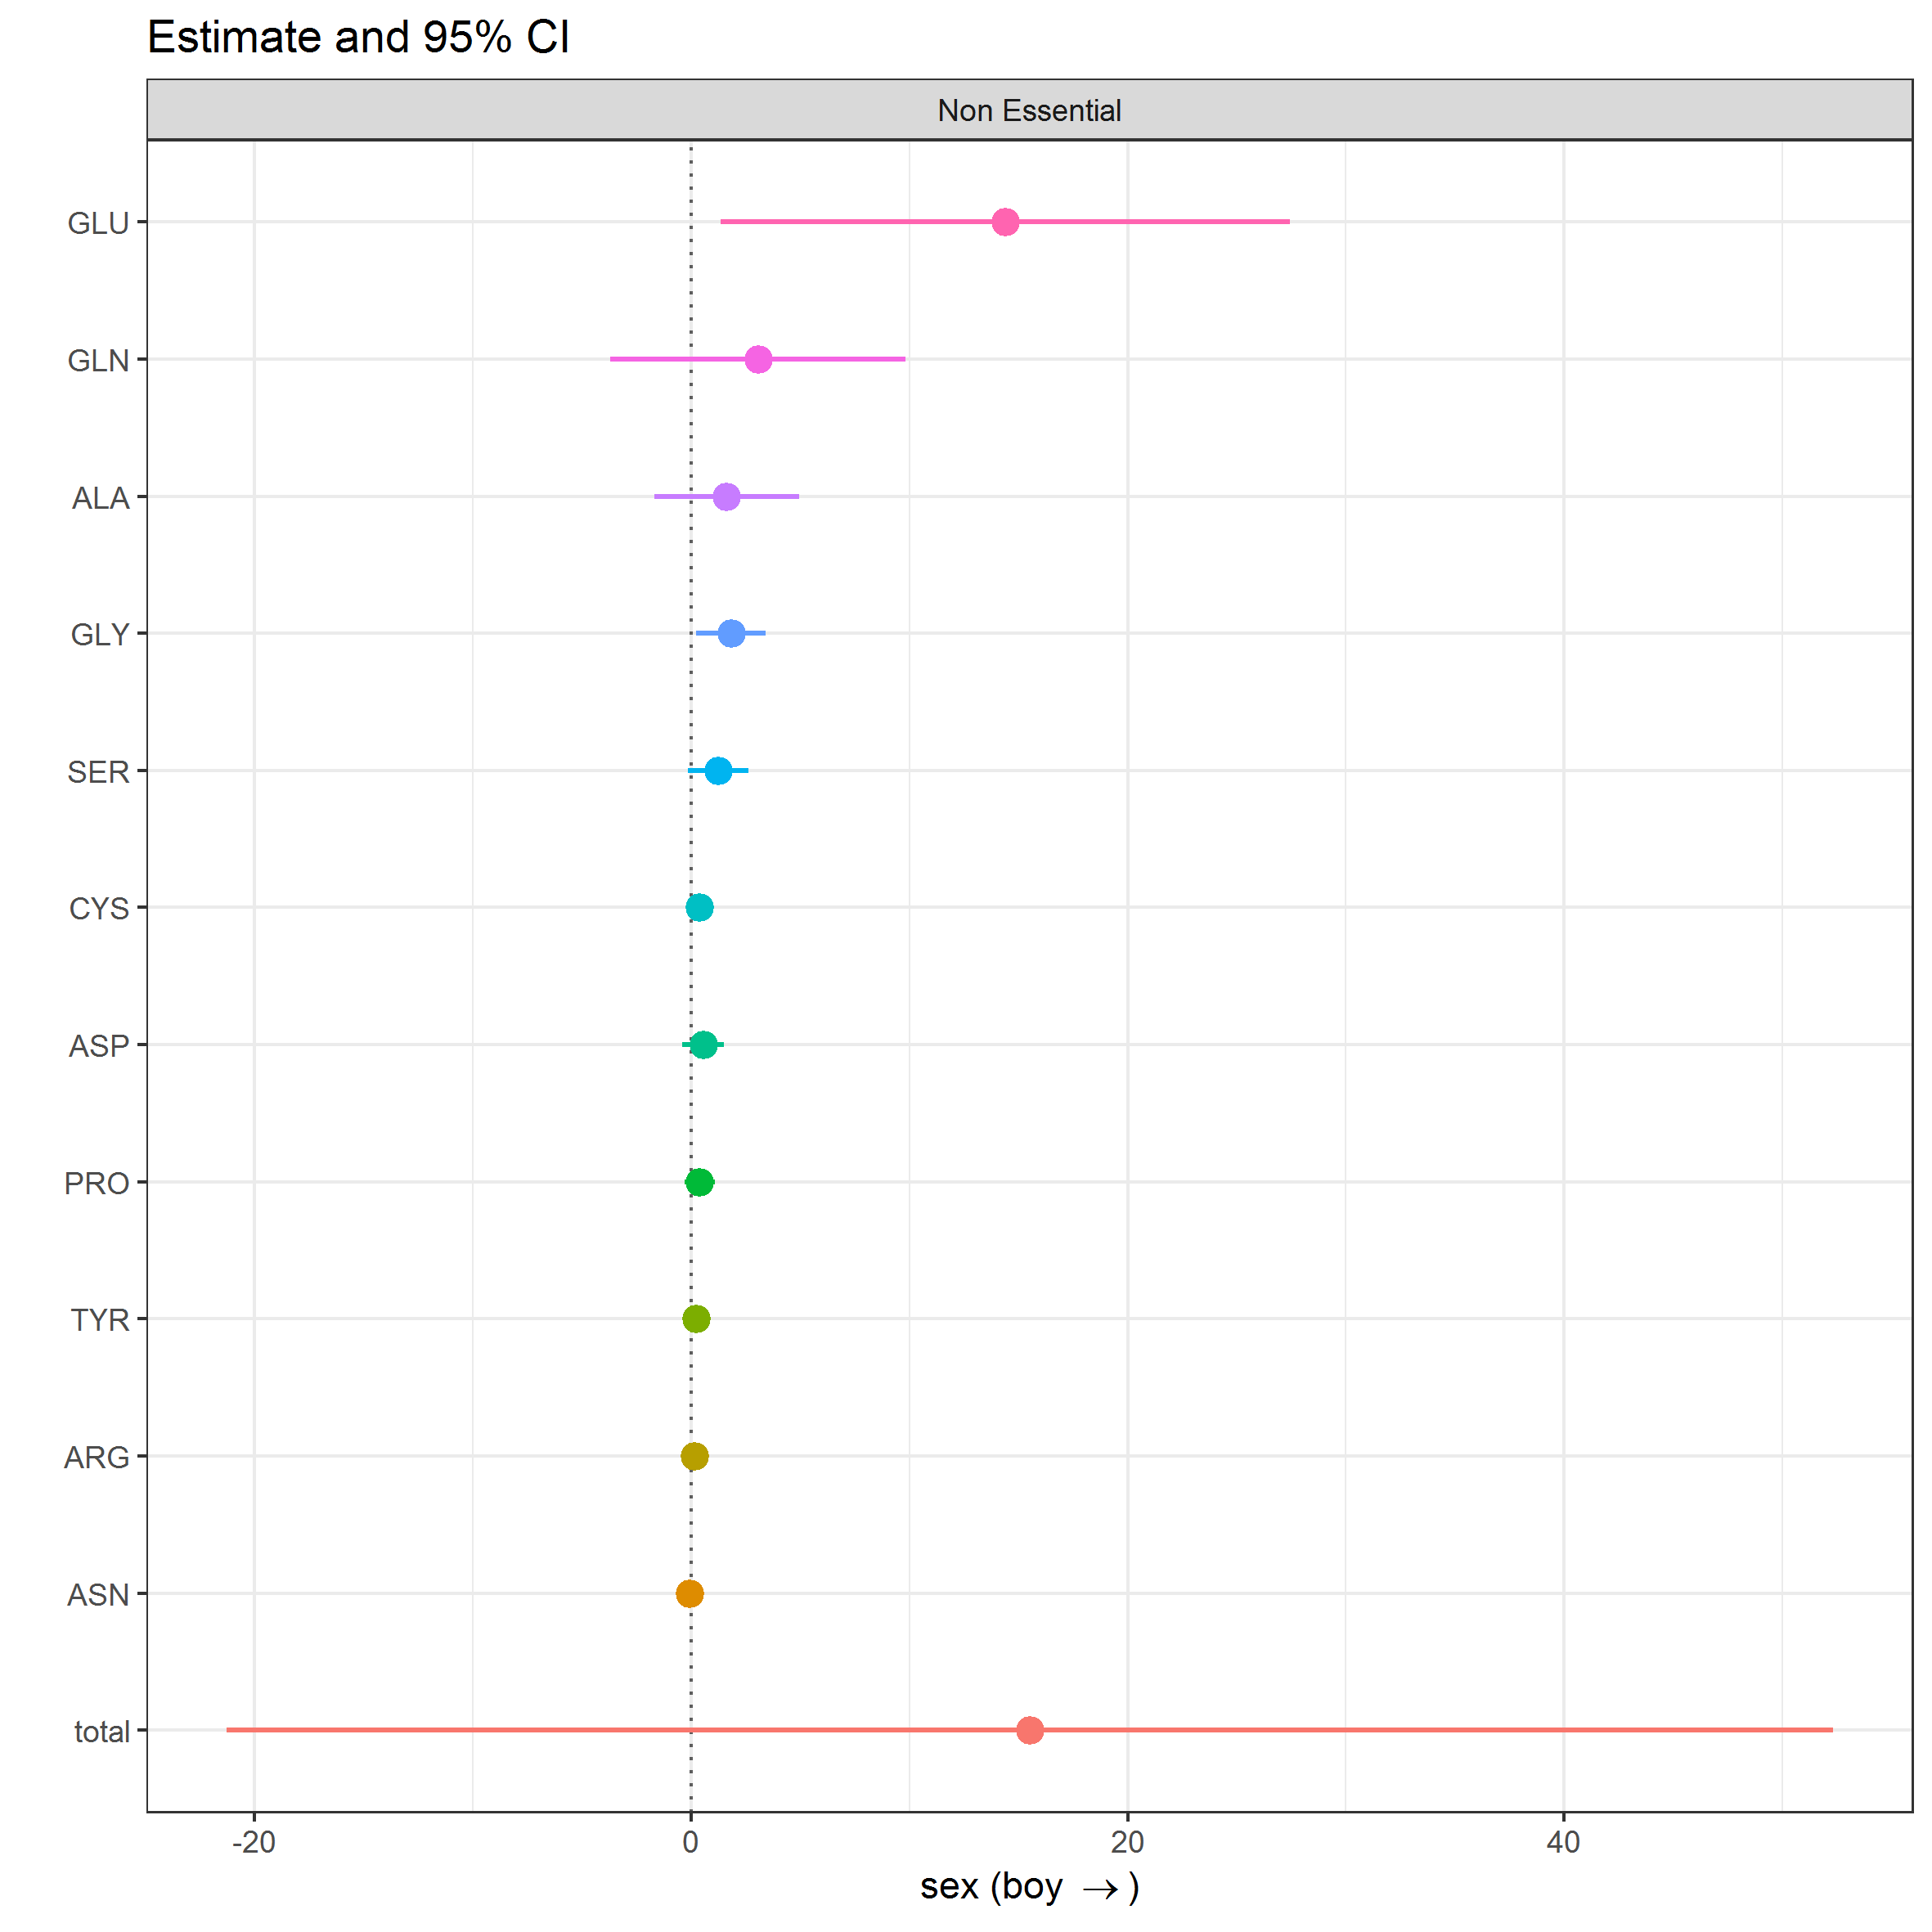 Estimate and 95% CI
Non Essential
GLU
GLN
ALA
GLY
SER
CYS
ASP
PRO
TYR
ARG
ASN
total
-20 0 20 40
sex (boy → )